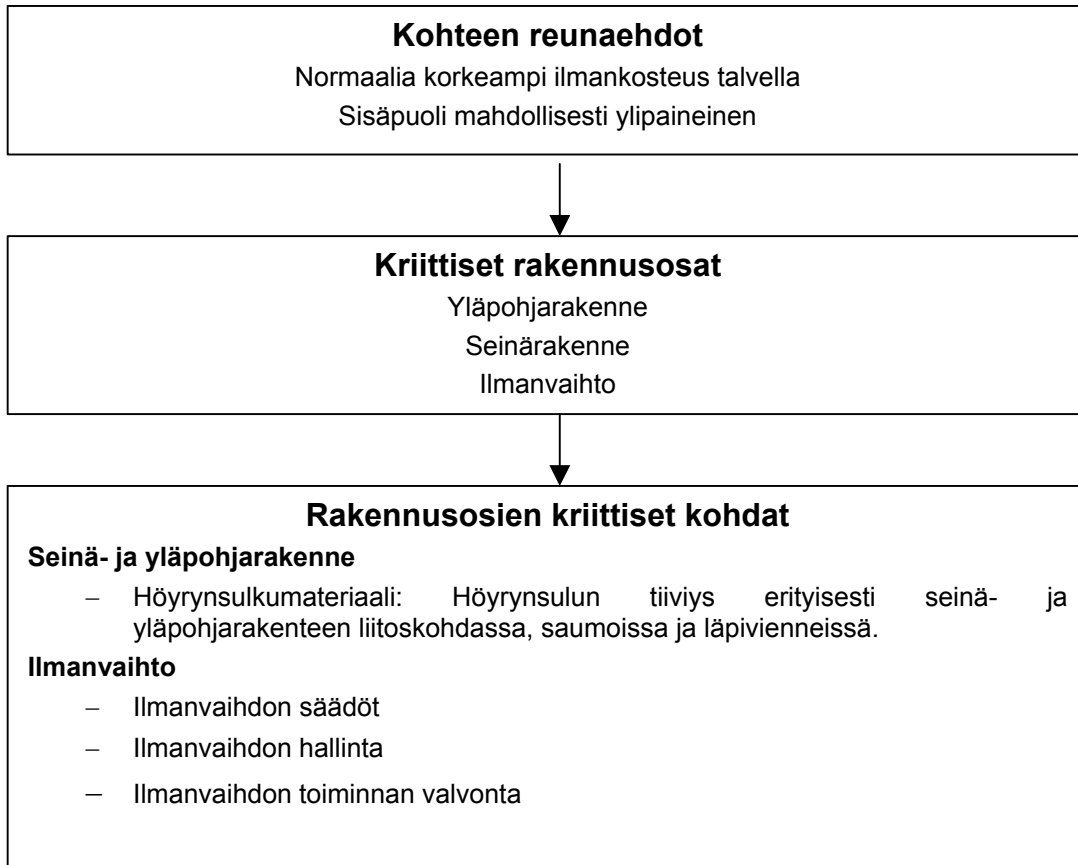 Kohteen reunaehdot
Normaalia korkeampi ilmankosteus talvella
Sisäpuoli mahdollisesti ylipaineinen
Kriittiset rakennusosat
Yläpohjarakenne
Seinärakenne
Ilmanvaihto
Rakennusosien kriittiset kohdat
Seinä- ja yläpohjarakenne
– Höyrynsulkumateriaali: Höyrynsulun tiiviys erityisesti seinä- ja
yläpohjarakenteen liitoskohdassa, saumoissa ja läpivienneissä.
Ilmanvaihto
– Ilmanvaihdon säädöt
– Ilmanvaihdon hallinta
– Ilmanvaihdon toiminnan valvonta